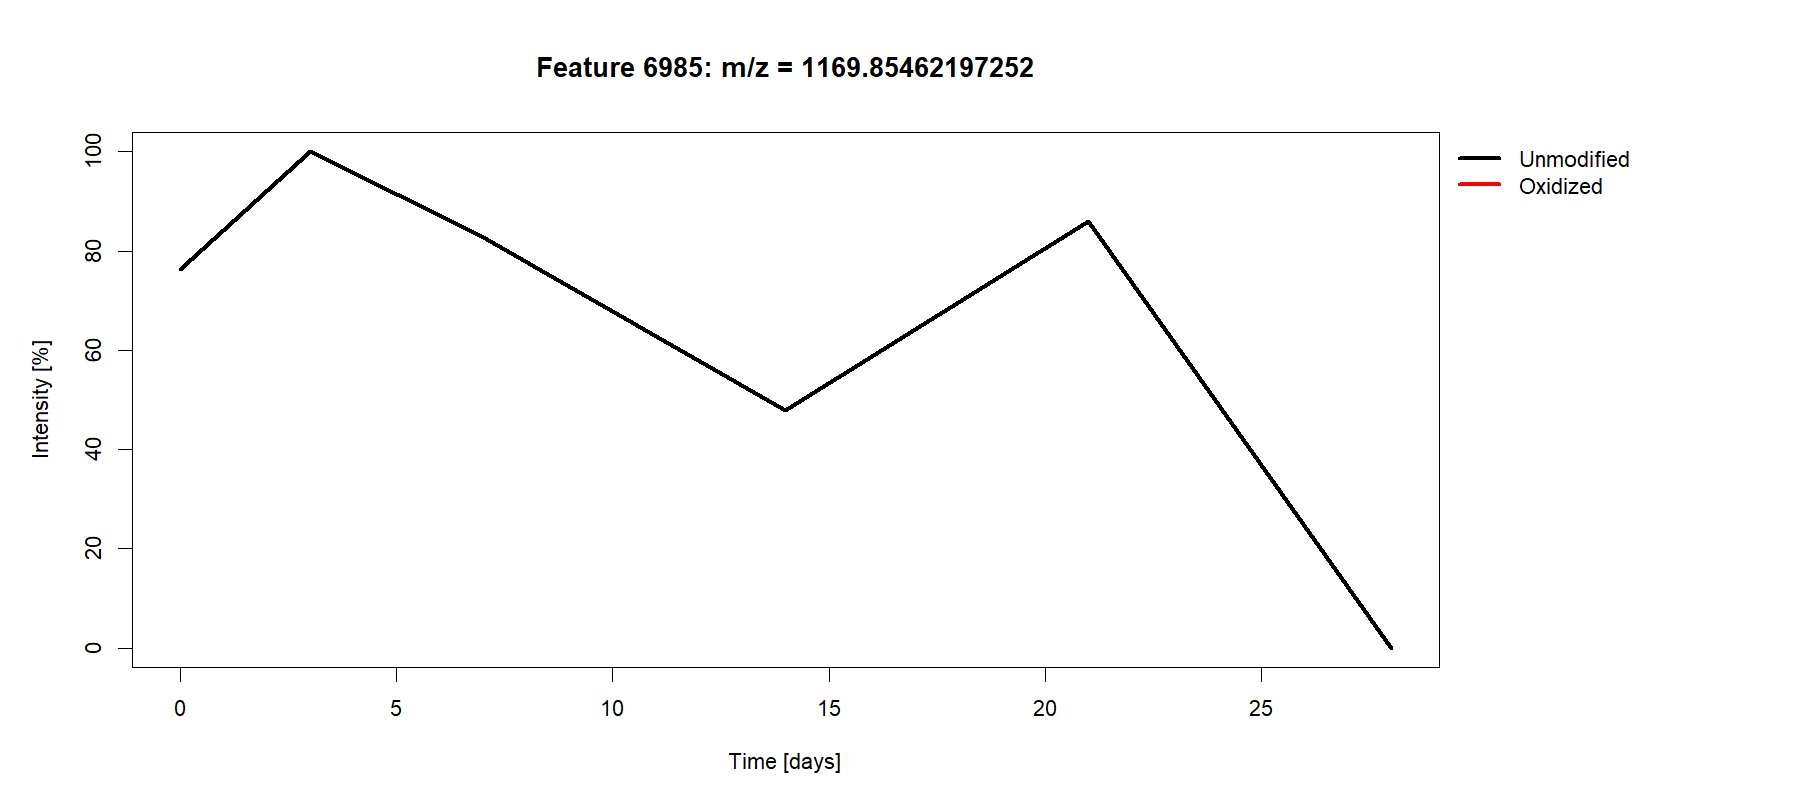 Feature 6985: m/z = 1169.85462197252
Unmodified
Oxidized
Intensity [%]
100
80
60
40
20
0
0 5 10 15 20 25
Time [days]